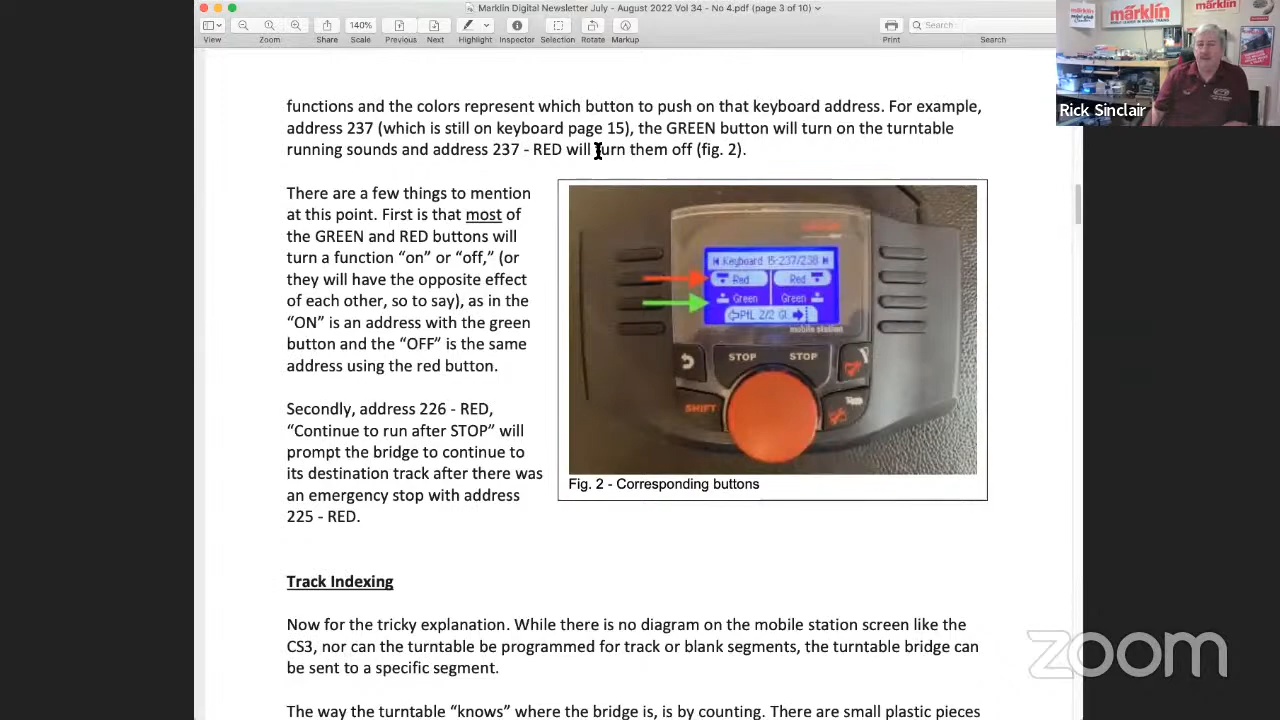 Marklin Digital Newsletter July - August 2022 Vol 34 - No 4.pdf (page 3 of 10)
140%
View
Zoom
Share
Scale
Previous
Next
Highlight
Inspector
Selection
Rotate
Markup
Print
Search
Search
märklin
märklin
Rick Sinclair
functions and the colors represent which button to push on that keyboard address. For example,
address 237 (which is still on keyboard page 15), the GREEN button will turn on the turntable
running sounds and address 237 - RED will turn them off (fig. 2).
There are a few things to mention
at this point. First is that most of
the GREEN and RED buttons will
turn a function “on” or “off,” (or
they will have the opposite effect
of each other, so to say), as in the
“ON” is an address with the green
button and the “OFF” is the same
address using the red button.
Secondly, address 226 - RED,
“Continue to run after STOP” will
prompt the bridge to continue to
its destination track after there was
an emergency stop with address
225 - RED.
Keyboard 15-237/238
Red Red
Green Green
PfL 2/2
mobile station
STOP STOP
SHIFT
Fig. 2 - Corresponding buttons
Track Indexing
Now for the tricky explanation. While there is no diagram on the mobile station screen like the
CS3, nor can the turntable be programmed for track or blank segments, the turntable bridge can
be sent to a specific segment.
The way the turntable “knows” where the bridge is, is by counting. There are small plastic pieces
zoom